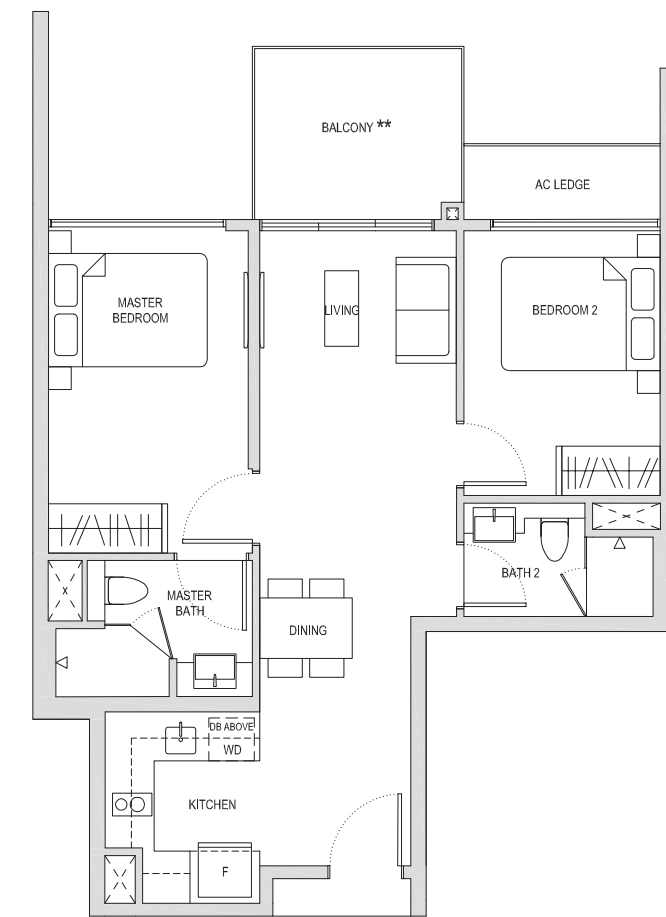 BALCONY **
AC LEDGE
MASTER
BEDROOM
LIVING
BEDROOM 2
BATH 2
MASTER
BATH
DINING
DB ABOVE
WD
KITCHEN
F